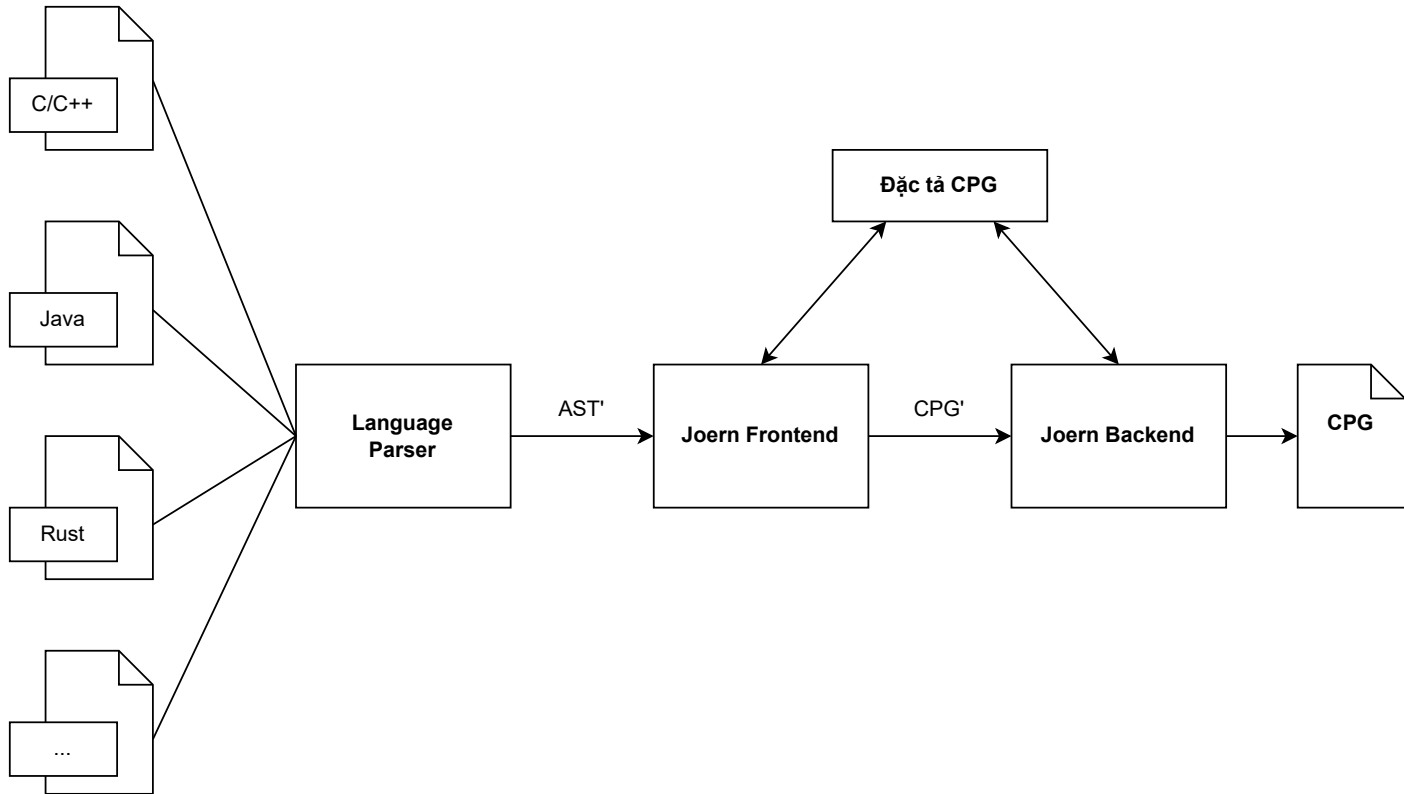 C/C++
Java
Rust
...
Language
Parser
AST'
Joern Frontend
CPG'
Joern Backend
Đặc tả CPG
CPG